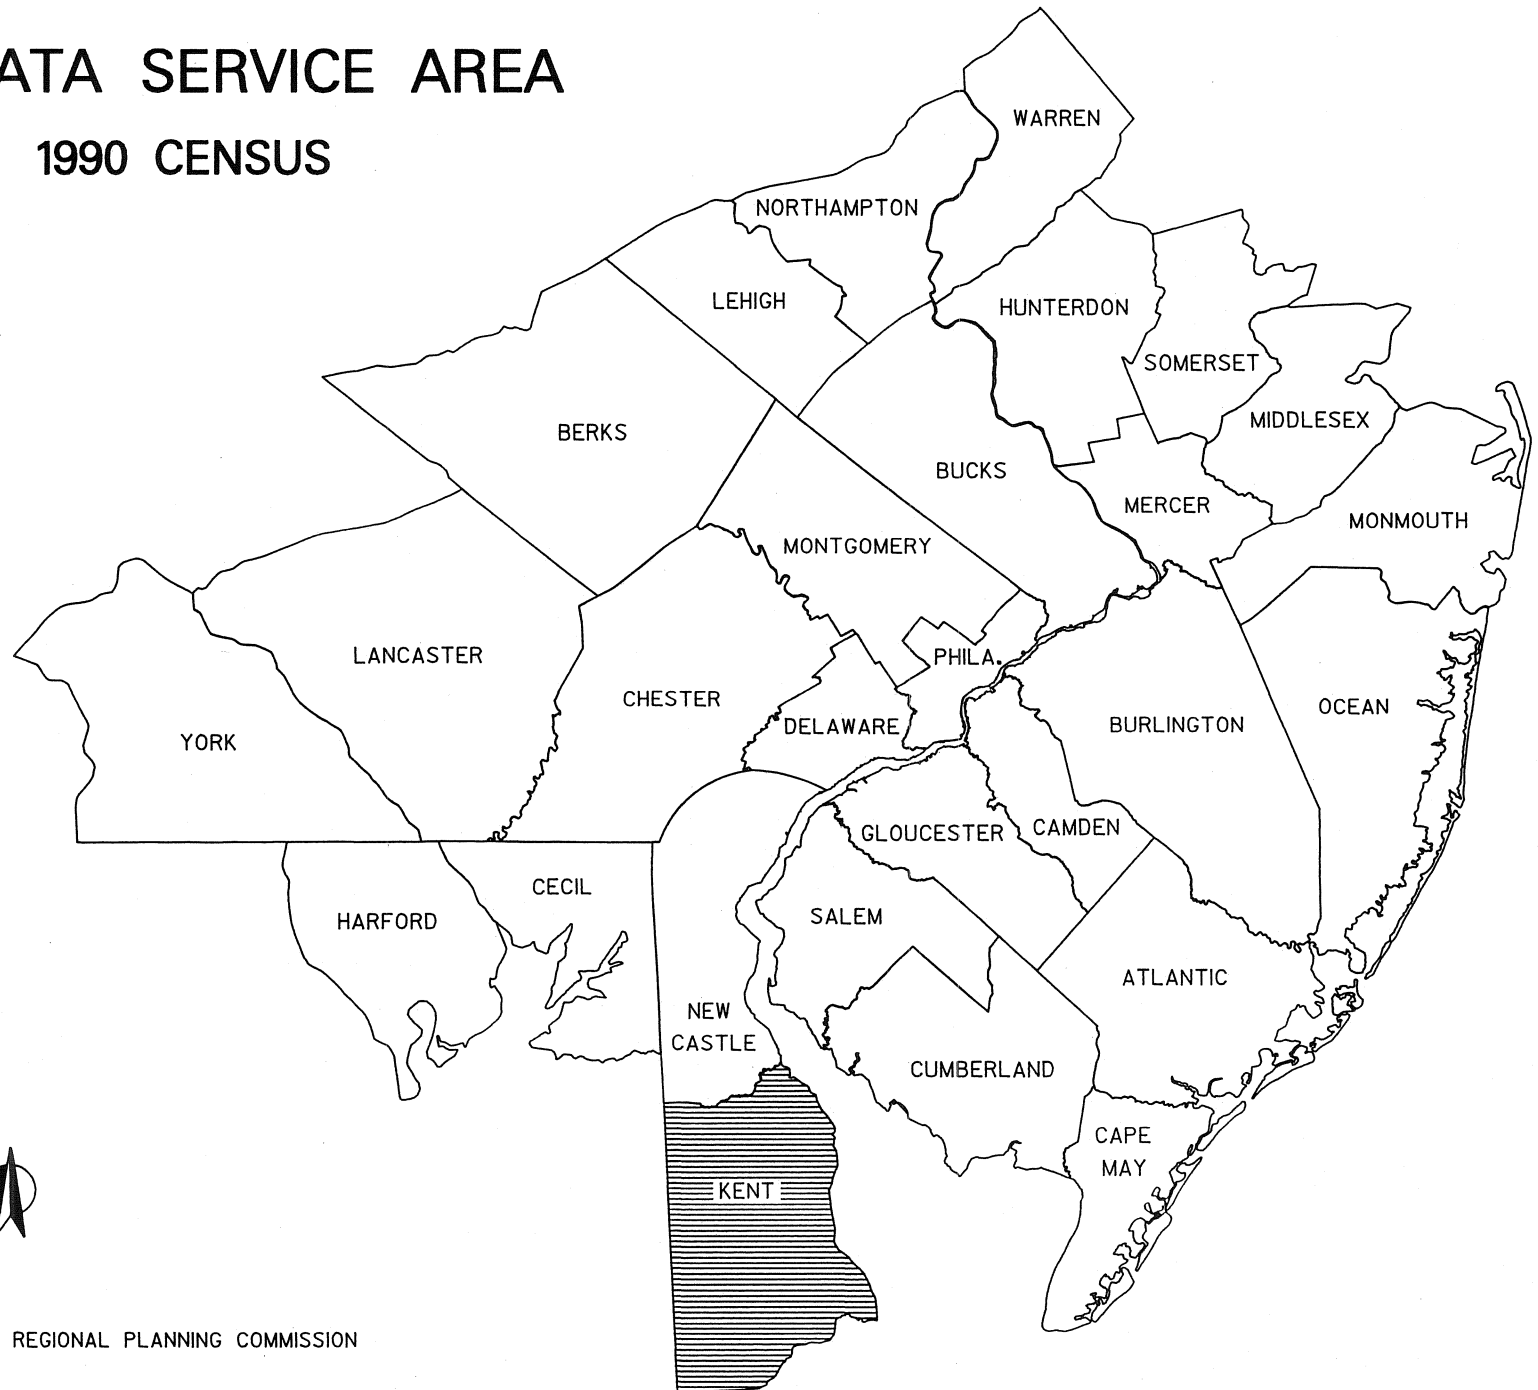 ATA SERVICE AREA
1990 CENSUS
WARREN
NORTHAMPTON
LEHIGH
HUNTERDON
SOMERSET
MIDDLESEX
BERKS
BUCKS
MERCER
MONMOUTH
MONTGOMERY
LANCASTER
PHILA.
CHESTER
DELAWARE
BURLINGTON
OCEAN
YORK
GLOUCESTER
CAMDEN
CECIL
HARFORD
SALEM
ATLANTIC
NEW
CASTLE
CUMBERLAND
CAPE
MAY
KENT
REGIONAL PLANNING COMMISSION